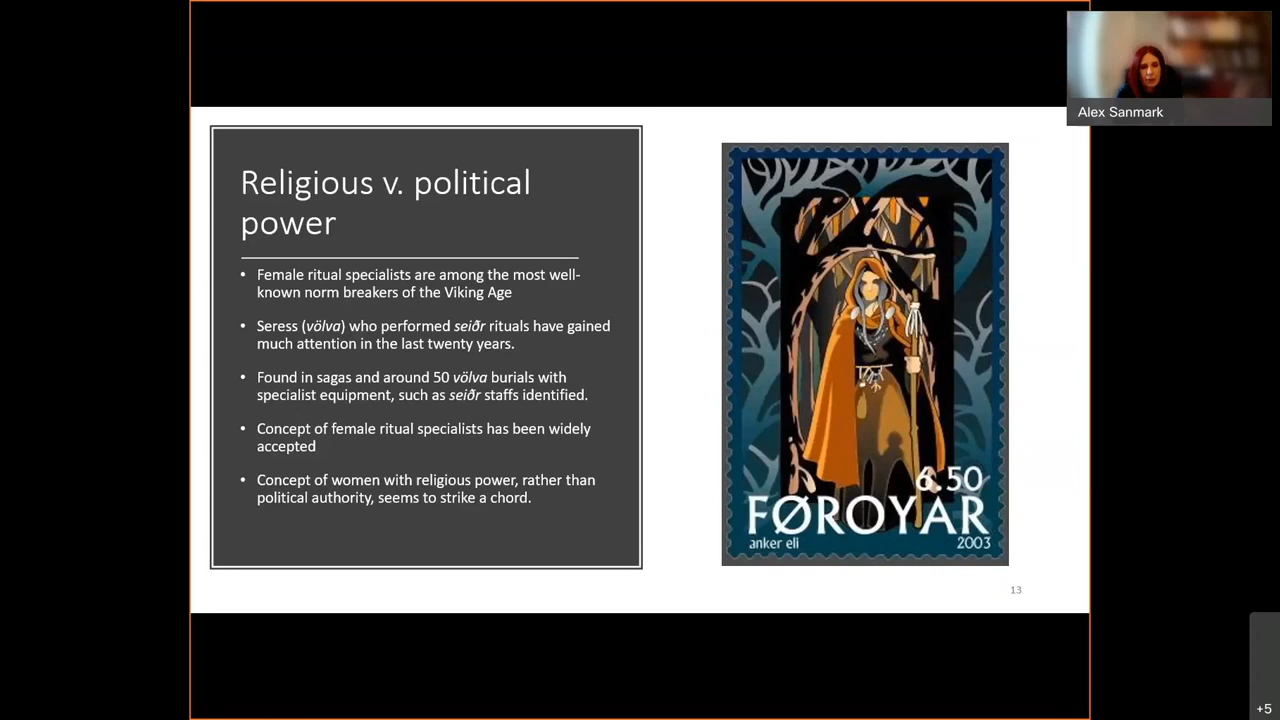 Alex Sanmark
Religious v. political
power
• Female ritual specialists are among the most well-
known norm breakers of the Viking Age
• Seress (völva) who performed seiðr rituals have gained
much attention in the last twenty years.
• Found in sagas and around 50 völva burials with
specialist equipment, such as seiðr staffs identified.
• Concept of female ritual specialists has been widely
accepted
• Concept of women with religious power, rather than
political authority, seems to strike a chord.
6.50
FØROYAR
anker eli 2003
13
+5